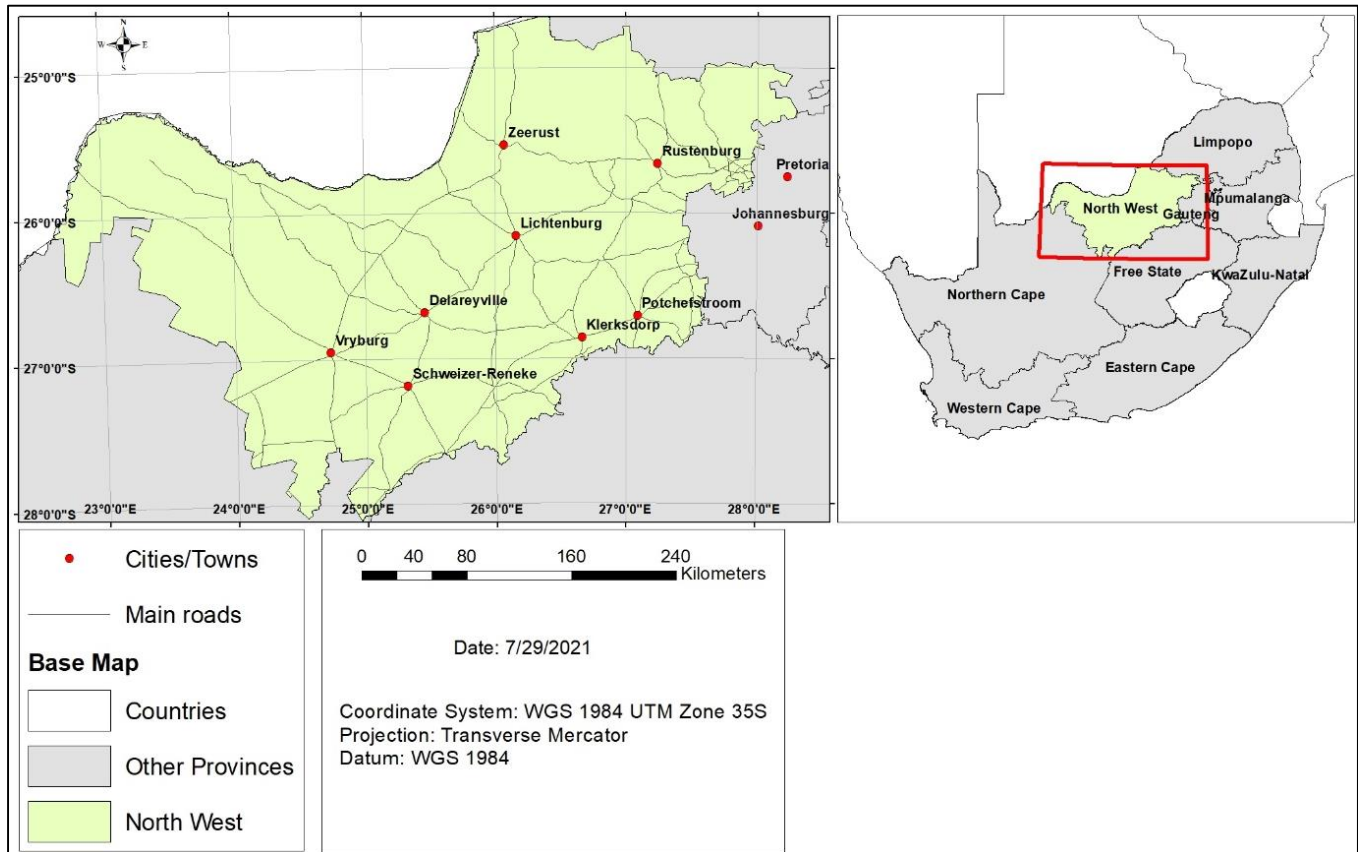 N
W E
S
25°0'0"S
26°0'0"S
27°0'0"S
28°0'0"S
23°0'0"E
24°0'0"E
25°0'0"E
26°0'0"E
27°0'0"E
28°0'0"E
Zeerust
Rustenburg
Pretoria
Johannesburg
Lichtenburg
Delareyville
Potchefstroom
Klerksdorp
Vryburg
Schweizer-Reneke
Limpopo
Mpumalanga
North West
Gauteng
Free State
KwaZulu-Natal
Northern Cape
Eastern Cape
Western Cape
Cities/Towns
Main roads
Base Map
Countries
Other Provinces
North West
0 40 80 160 240
Kilometers
Date: 7/29/2021
Coordinate System: WGS 1984 UTM Zone 35S
Projection: Transverse Mercator
Datum: WGS 1984